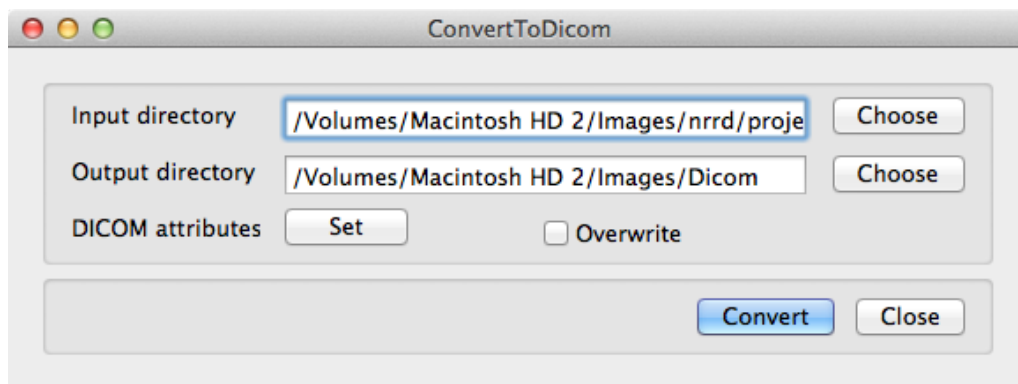 ConvertToDicom
Input directory /Volumes/Macintosh HD 2/Images/nrrd/proje Choose
Output directory /Volumes/Macintosh HD 2/Images/Dicom Choose
DICOM attributes Set Overwrite
Convert Close